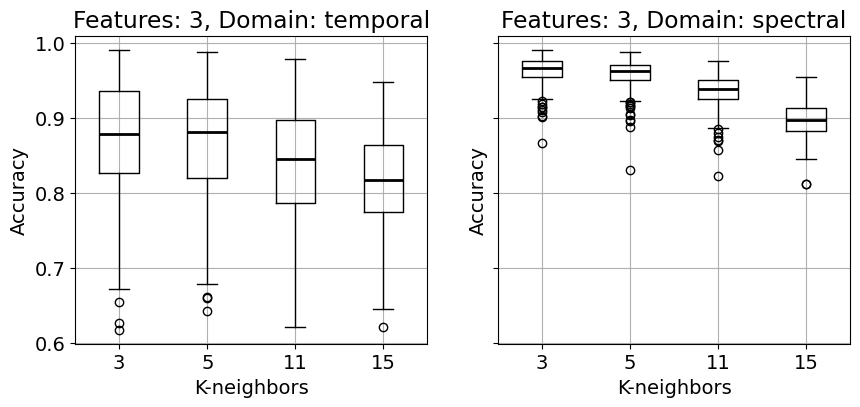 Features: 3, Domain: temporal
Features: 3, Domain: spectral
1.0
0.9
0.8
0.7
0.6
Accuracy
Accuracy
3 5 11 15
3 5 11 15
K-neighbors
K-neighbors